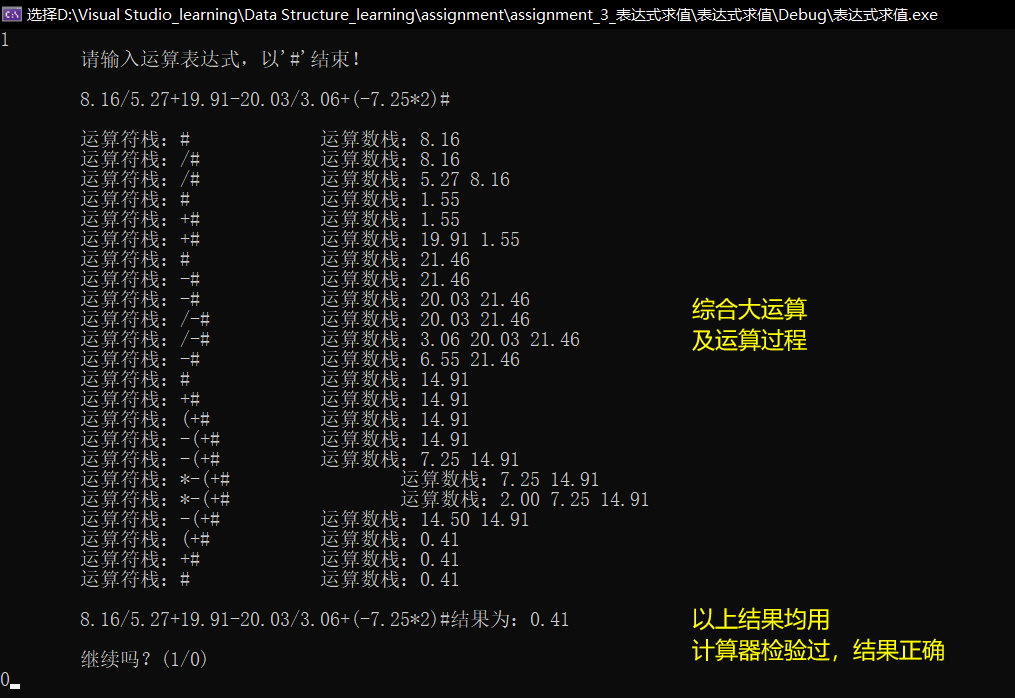 选择D:\Visual Studio_learning\Data Structure_learning\assignment\assignment_3_表达式求值\表达式求值\Debug\表达式求值.exe
1
请输入运算表达式，以'#'结束！
8.16/5.27+19.91-20.03/3.06+(-7.25*2)#
运算符栈：# 运算数栈：8.16
运算符栈：/# 运算数栈：8.16
运算符栈：/# 运算数栈：5.27 8.16
运算符栈：# 运算数栈：1.55
运算符栈：+# 运算数栈：1.55
运算符栈：+# 运算数栈：19.91 1.55
运算符栈：# 运算数栈：21.46
运算符栈：-# 运算数栈：21.46
运算符栈：-# 运算数栈：20.03 21.46
运算符栈：/-# 运算数栈：20.03 21.46
运算符栈：/-# 运算数栈：3.06 20.03 21.46
运算符栈：-# 运算数栈：6.55 21.46
运算符栈：# 运算数栈：14.91
运算符栈：+# 运算数栈：14.91
运算符栈：(+# 运算数栈：14.91
运算符栈：-(+# 运算数栈：14.91
运算符栈：-(+# 运算数栈：7.25 14.91
运算符栈：*-(+# 运算数栈：7.25 14.91
运算符栈：*-(+# 运算数栈：2.00 7.25 14.91
运算符栈：-(+# 运算数栈：14.50 14.91
运算符栈：(+# 运算数栈：0.41
运算符栈：+# 运算数栈：0.41
运算符栈：# 运算数栈：0.41
8.16/5.27+19.91-20.03/3.06+(-7.25*2)#结果为：0.41
继续吗？(1/0)
0
综合大运算
及运算过程
以上结果均用
计算器检验过，结果正确